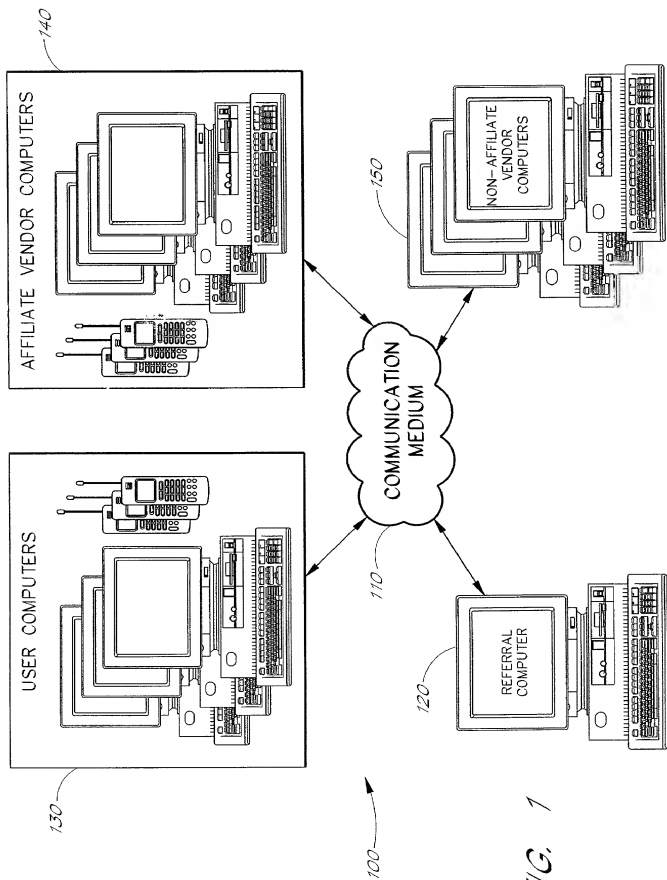 130
USER COMPUTERS
AFFILIATE VENDOR COMPUTERS
140
100
110
COMMUNICATION
MEDIUM
120
REFERRAL
COMPUTER
150
NON-AFFILIATE
VENDOR
COMPUTERS
FIG. 1